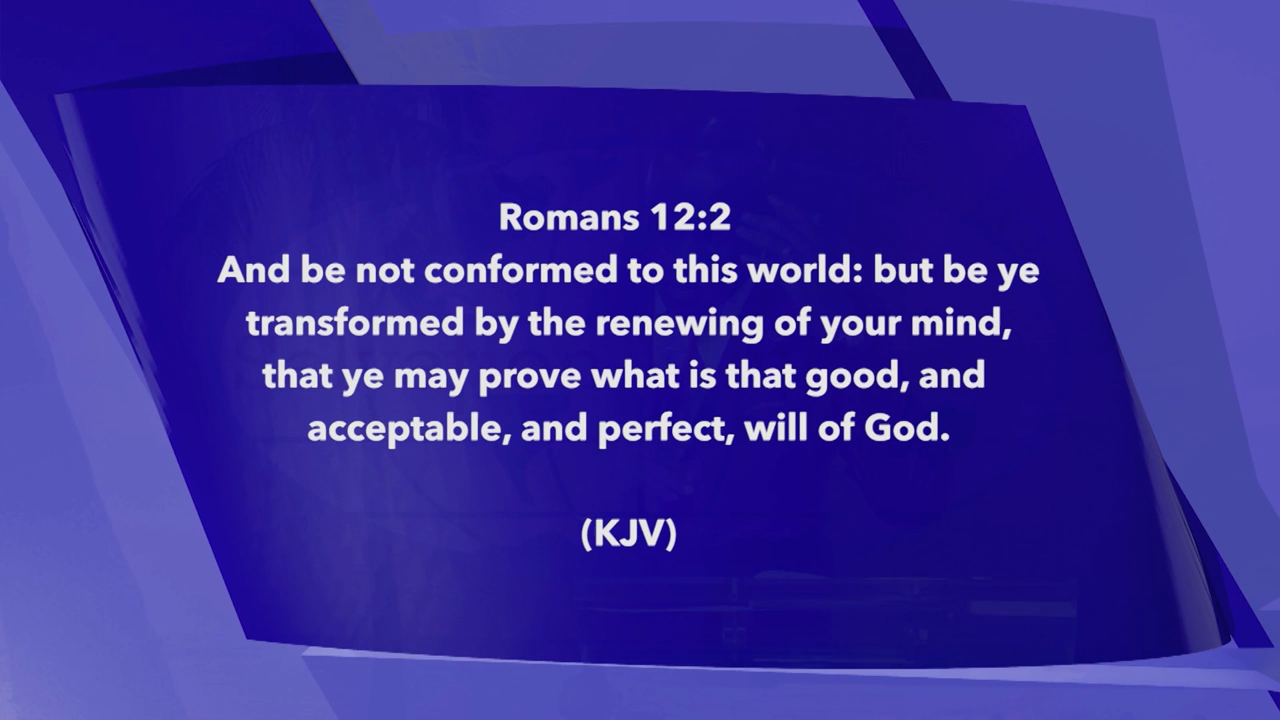 Romans 12:2
And be not conformed to this world: but be ye
transformed by the renewing of your mind,
that ye may prove what is that good, and
acceptable, and perfect, will of God.
(KJV)